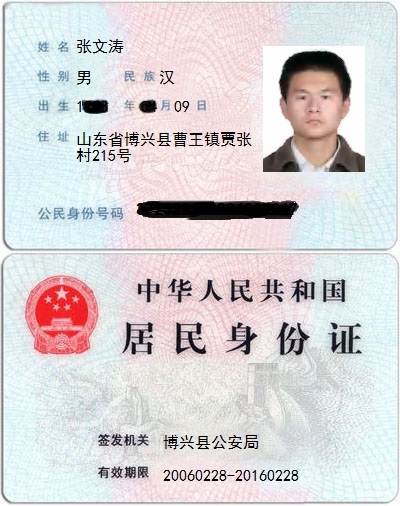 姓名 张文涛
性别 男 民族 汉
出生 1 年 月 09 日
住址 山东省博兴县曹王镇贾张
村215号
公民身份号码
中华人民共和国
居民身份证
签发机关 博兴县公安局
有效期限 20060228-20160228